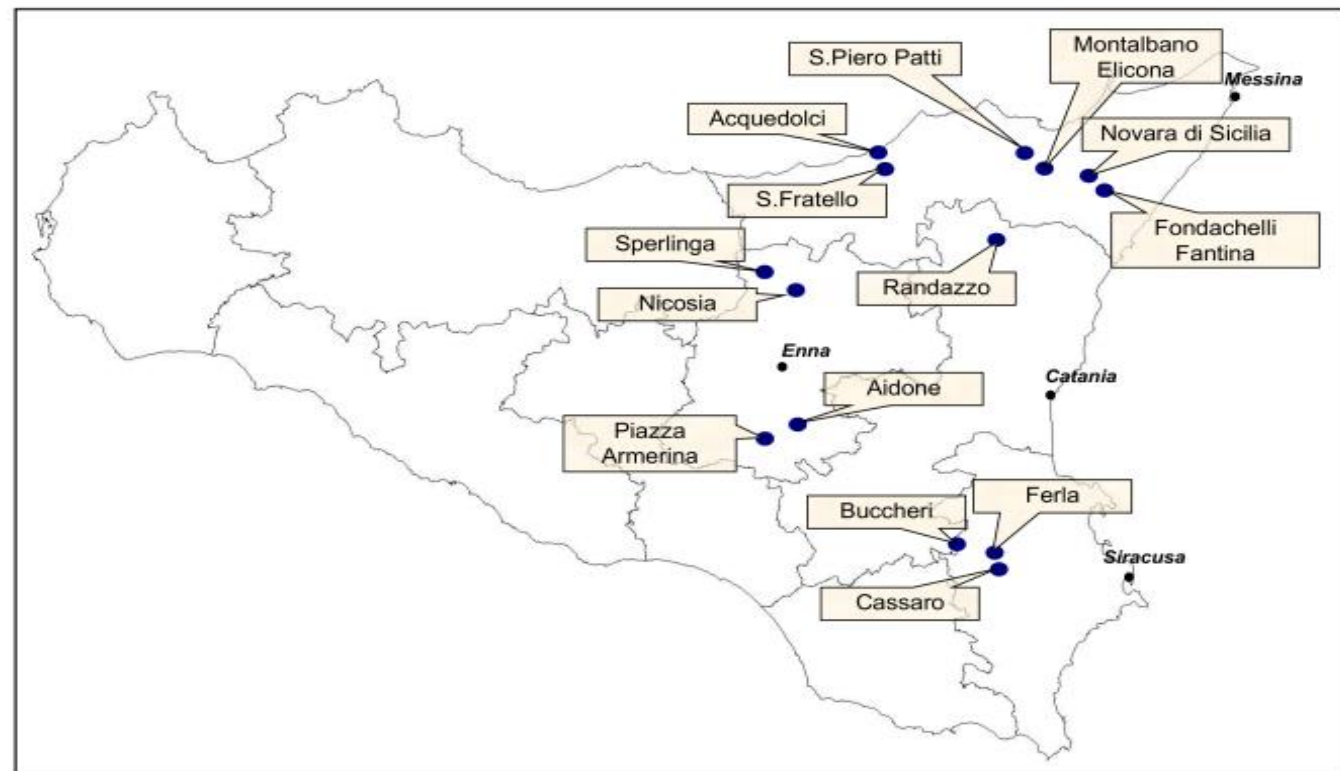 S.Piero Patti
Montalbano
Elicona
Messina
Acquedolci
Novara di Sicilia
S.Fratello
Fondachelli
Fantina
Sperlinga
Randazzo
Nicosia
Enna
Aidone
Catania
Piazza
Armerina
Ferla
Buccheri
Siracusa
Cassaro